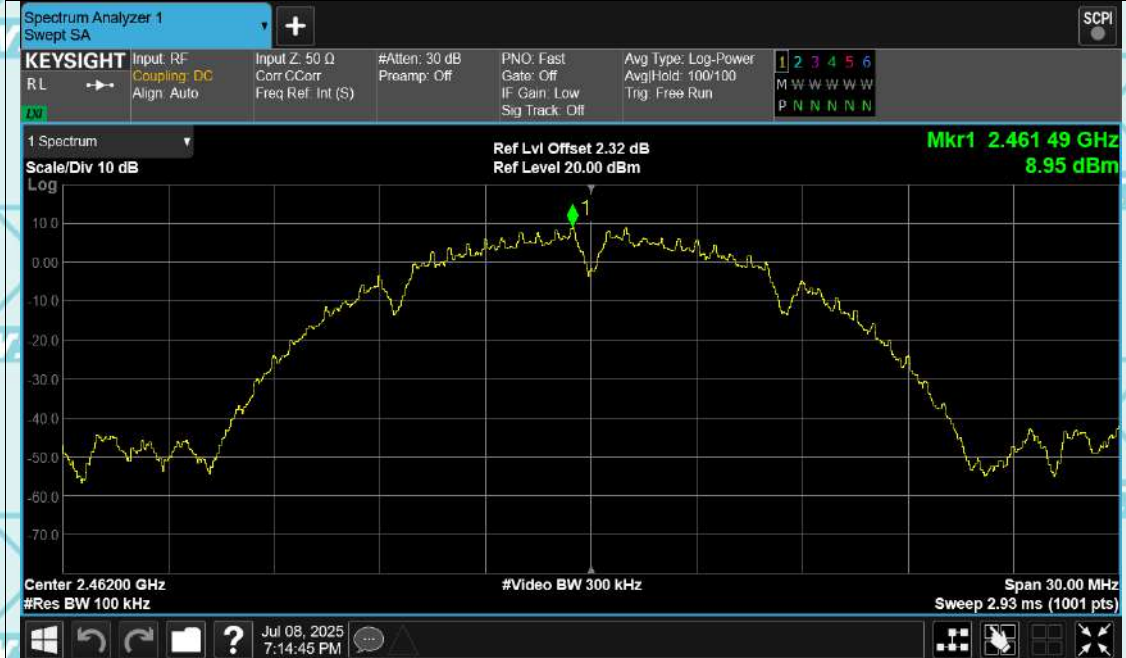 Spectrum Analyzer 1
Swept SA
SCPI
KEYSIGHT
RL
LXI
Input: RF
Coupling: DC
Align: Auto
Input Z: 50 Ω
Corr CCorr
Freq Ref: Int (S)
#Atten: 30 dB
Preamp: Off
PNO: Fast
Gate: Off
IF Gain: Low
Sig Track: Off
Avg Type: Log-Power
Avg|Hold: 100/100
Trig: Free Run
1 2 3 4 5 6
M W W W W W
P N N N N N
1 Spectrum
Scale/Div 10 dB
Ref Lvl Offset 2.32 dB
Ref Level 20.00 dBm
Mkr1 2.461 49 GHz
8.95 dBm
Log
1
10.0
0.00
-10.0
-20.0
-30.0
-40.0
-50.0
-60.0
-70.0
Center 2.46200 GHz
#Res BW 100 kHz
#Video BW 300 kHz
Span 30.00 MHz
Sweep 2.93 ms (1001 pts)
?
Jul 08, 2025
7:14:45 PM